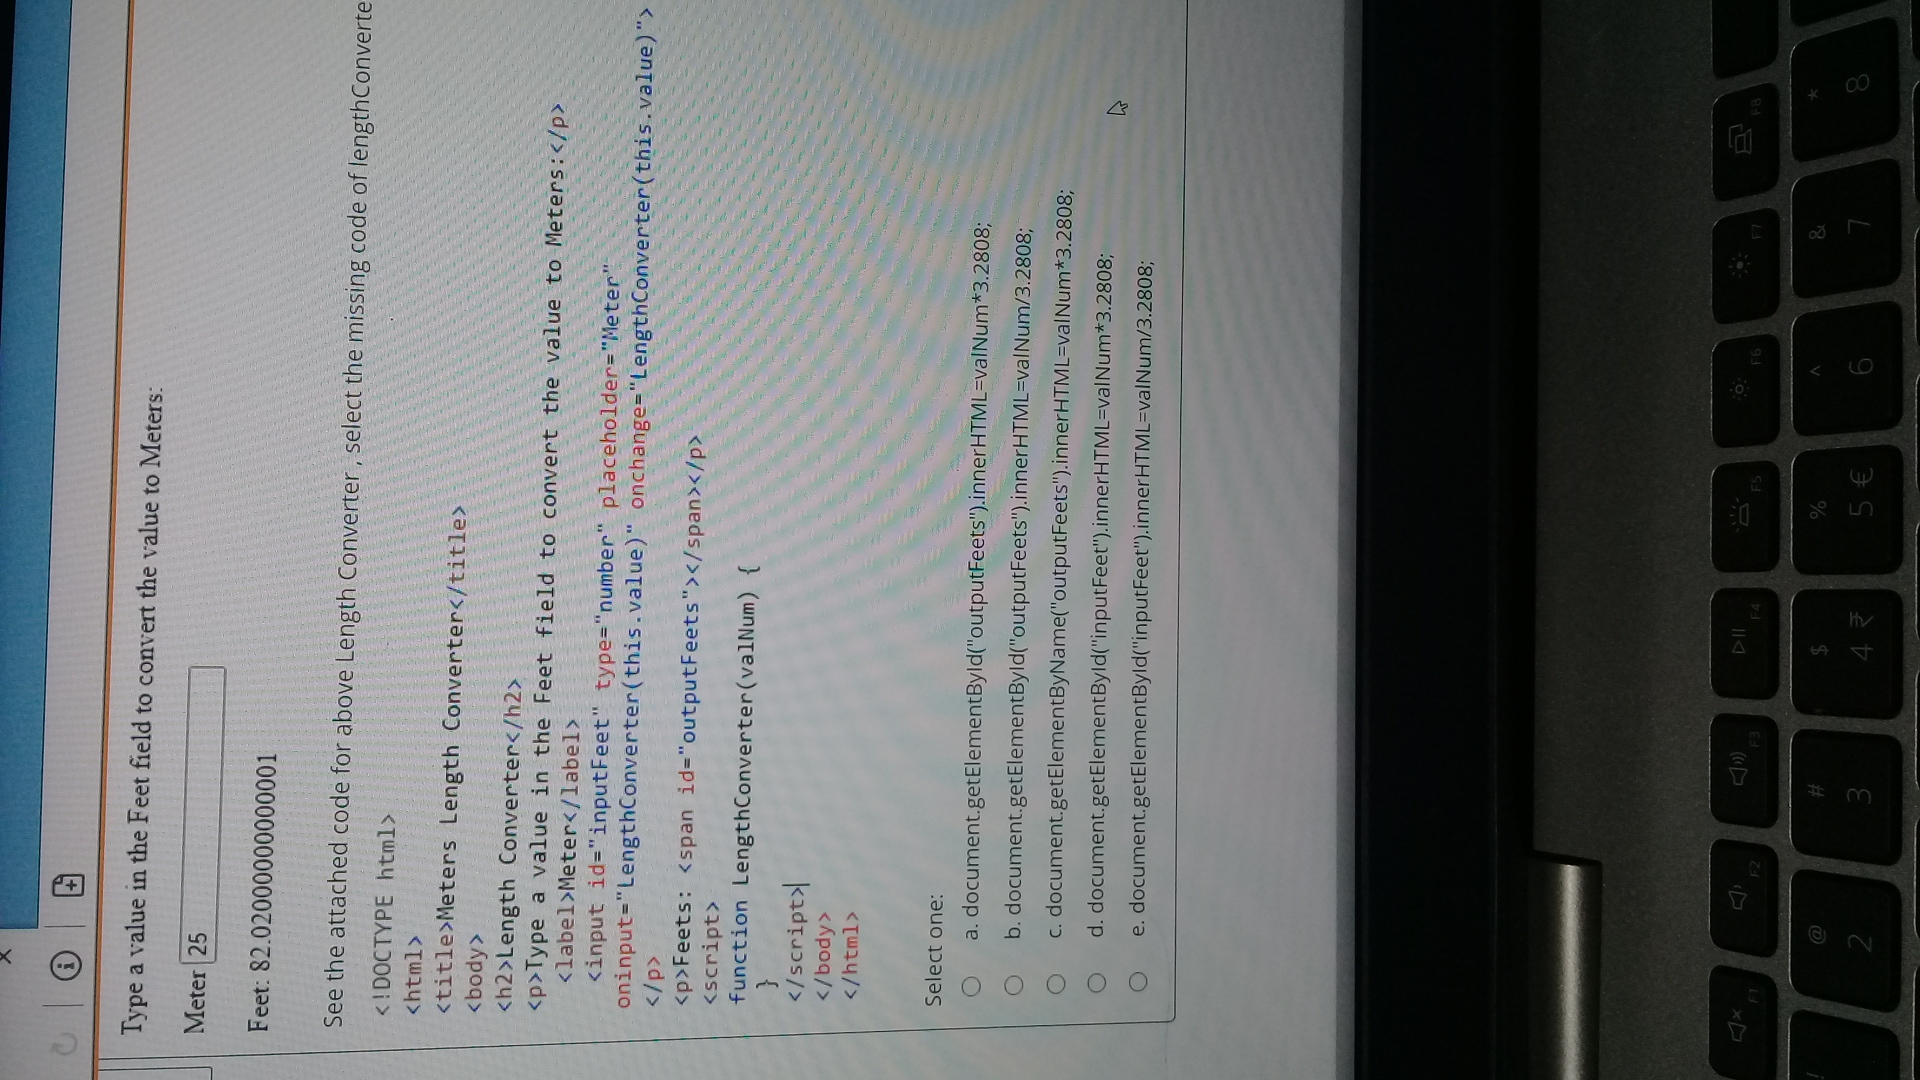 Type a value in the Feet field to convert the value to Meters:
Meter 25
Feet: 82.02000000000001
See the attached code for above Length Converter , select the missing code of lengthConverte
<!DOCTYPE html>
<html>
<title>Meters Length Converter</title>
<body>
<h2>Length Converter</h2>
<p>Type a value in the Feet field to convert the value to Meters:</p>
<label>Meter</label>
<input id="inputFeet" type="number" placeholder="Meter"
oninput="LengthConverter(this.value)" onchange="LengthConverter(this.value)">
</p>
<p>Feets: <span id="outputFeets"></span></p>
<script>
function LengthConverter(valNum) {
}
</script>
</body>
</html>
Select one:
a. document.getElementById("outputFeets").innerHTML=valNum*3.2808;
b. document.getElementById("outputFeets").innerHTML=valNum/3.2808;
c. document.getElementByName("outputFeets").innerHTML=valNum*3.2808;
d. document.getElementById("inputFeet").innerHTML=valNum*3.2808;
e. document.getElementById("inputFeet").innerHTML=valNum/3.2808;
F1 F2 F3 F4 F5 F6 F7 F8
! @ # $ % ^ & *
2 3 4 ₹ 5 € 6 7 8